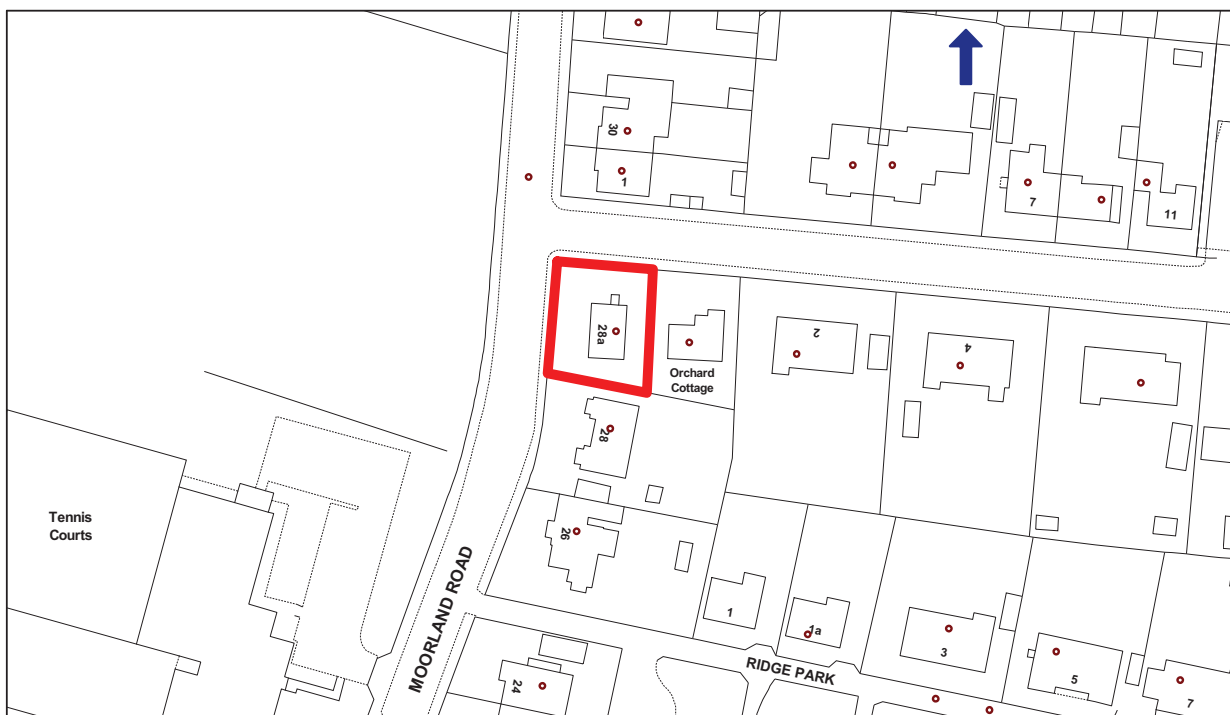 30
1
7
11
28a
Orchard
Cottage
2
4
28
Tennis
Courts
26
MOORLAND ROAD
1
1a
3
RIDGE PARK
5
24
7